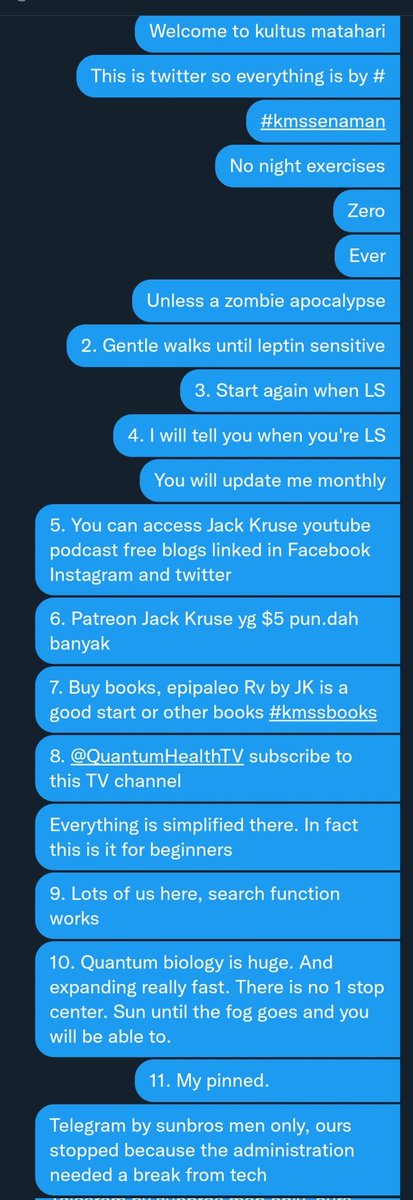 Welcome to kultus matahari
This is twitter so everything is by #
#kmssenaman
No night exercises
Zero
Ever
Unless a zombie apocalypse
2. Gentle walks until leptin sensitive
3. Start again when LS
4. I will tell you when you're LS
You will update me monthly
5. You can access Jack Kruse youtube
podcast free blogs linked in Facebook
Instagram and twitter
6. Patreon Jack Kruse yg $5 pun.dah
banyak
7. Buy books, epipaleo Rv by JK is a
good start or other books #kmssbooks
8. @QuantumHealthTV subscribe to
this TV channel
Everything is simplified there. In fact
this is it for beginners
9. Lots of us here, search function
works
10. Quantum biology is huge. And
expanding really fast. There is no 1 stop
center. Sun until the fog goes and you
will be able to.
11. My pinned.
Telegram by sunbros men only, ours
stopped because the administration
needed a break from tech